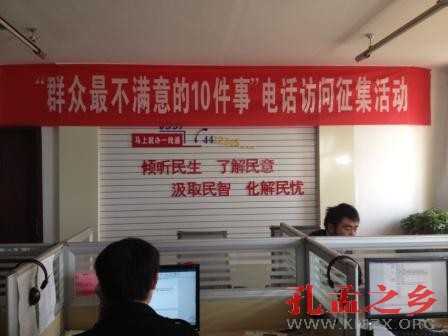 “群众最不满意的10件事”电话访问征集活动
马上就办一线通
12345
倾听民生 了解民意
汲取民智 化解民忧
孔孟之乡
WWW.KMZX.ORG